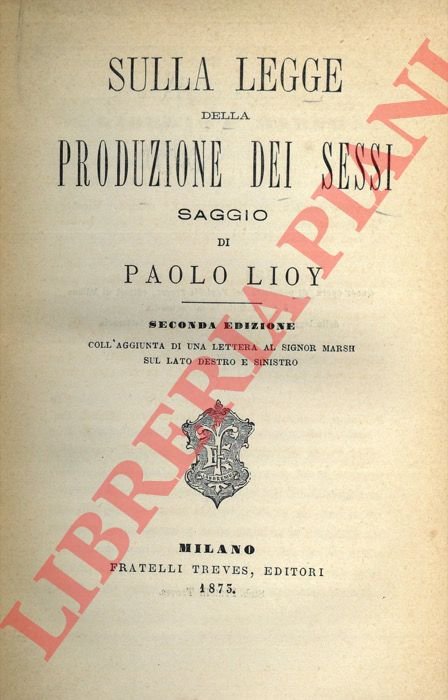 SULLA LEGGE
DELLA
PRODUZIONE DEI SESSI
SAGGIO
DI
PAOLO LIOY
SECONDA EDIZIONE
COLL'AGGIUNTA DI UNA LETTERA AL SIGNOR MARSH
SUL LATO DESTRO E SINISTRO
MILANO
FRATELLI TREVES, EDITORI
1873.
LIBRERIA PIANI